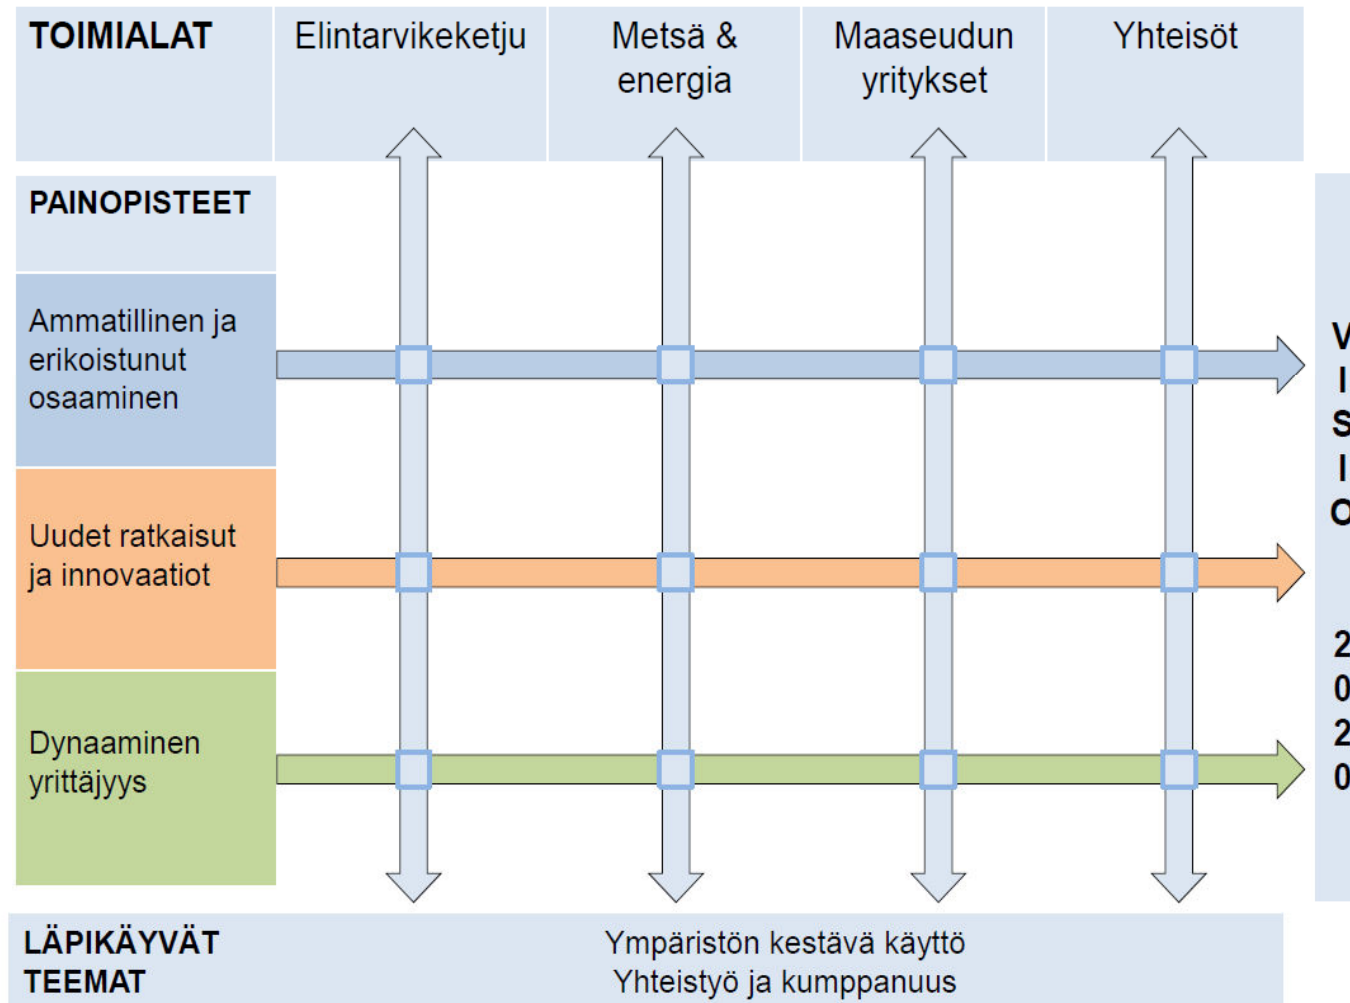 TOIMIALAT
Elintarvikeketju
Metsä &
energia
Maaseudun
yritykset
Yhteisöt
PAINOPISTEET
Ammatillinen ja
erikoistunut
osaaminen
Uudet ratkaisut
ja innovaatiot
Dynaaminen
yrittäjyys
V
I
S
I
O
2
0
2
0
LÄPIKÄYVÄT
TEEMAT
Ympäristön kestävä käyttö
Yhteistyö ja kumppanuus